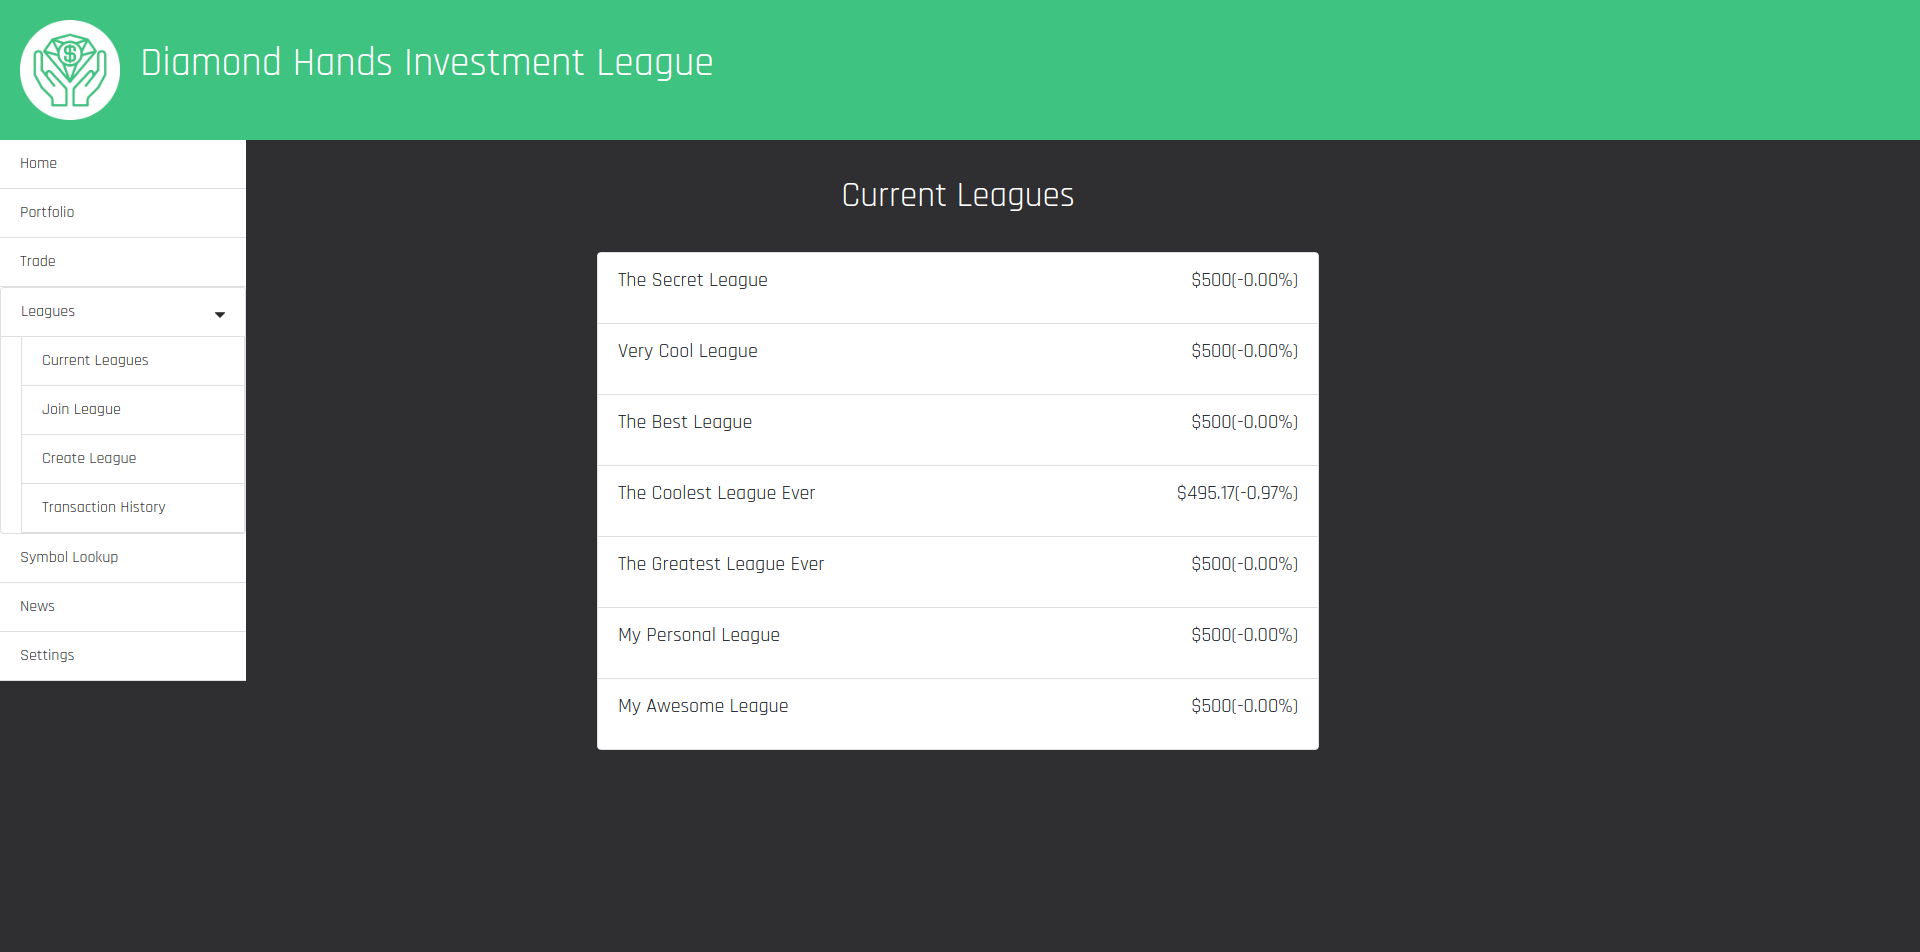 $
Diamond Hands Investment League
Home
Portfolio
Trade
Leagues
Current Leagues
Join League
Create League
Transaction History
Symbol Lookup
News
Settings
Current Leagues
The Secret League $500(-0.00%)
Very Cool League $500(-0.00%)
The Best League $500(-0.00%)
The Coolest League Ever $495.17(-0.97%)
The Greatest League Ever $500(-0.00%)
My Personal League $500(-0.00%)
My Awesome League $500(-0.00%)